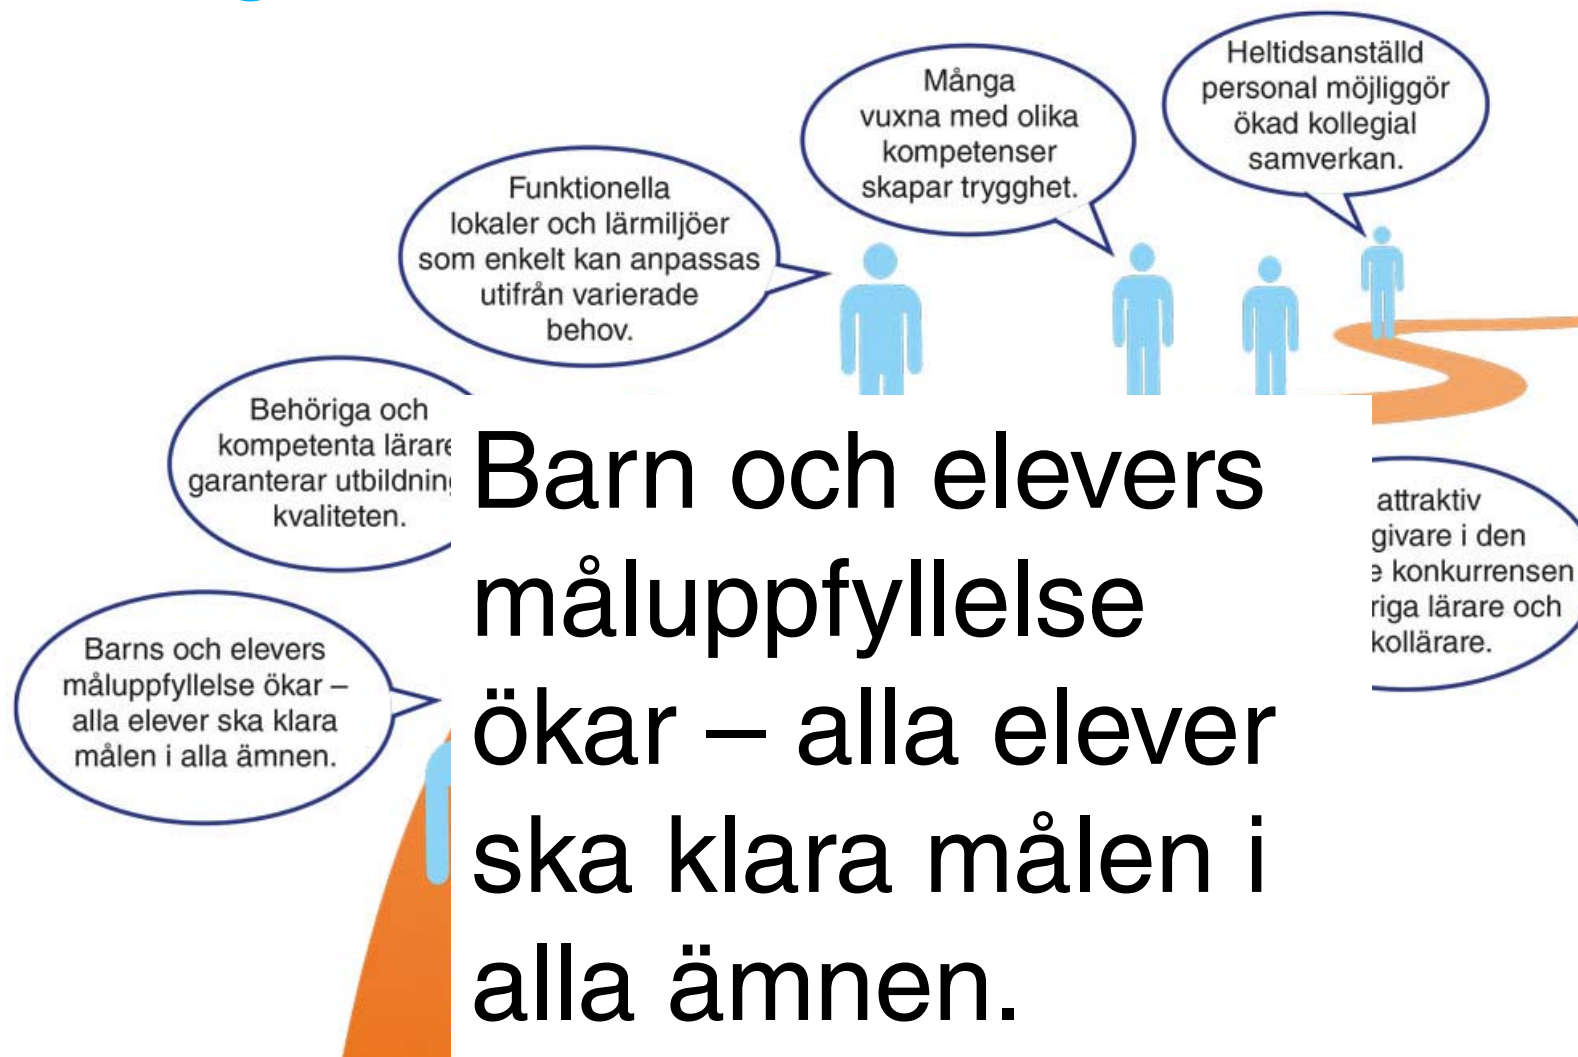 Heltidsanställd
personal möjliggör
ökad kollegial
samverkan.
Många
vuxna med olika
kompetenser
skapar trygghet.
Funktionella
lokaler och lärmiljöer
som enkelt kan anpassas
utifrån varierade
behov.
Behöriga och
kompetenta lärare
garanterar
kvaliteten.
Barns och elevers
måluppfyllelse ökar –
alla elever ska klara
målen i alla ämnen.
Barn och elevers
måluppfyllelse
ökar – alla elever
ska klara målen i
alla ämnen.
attraktiv
givare i den
konkurrensen
riga lärare och
kollärare.